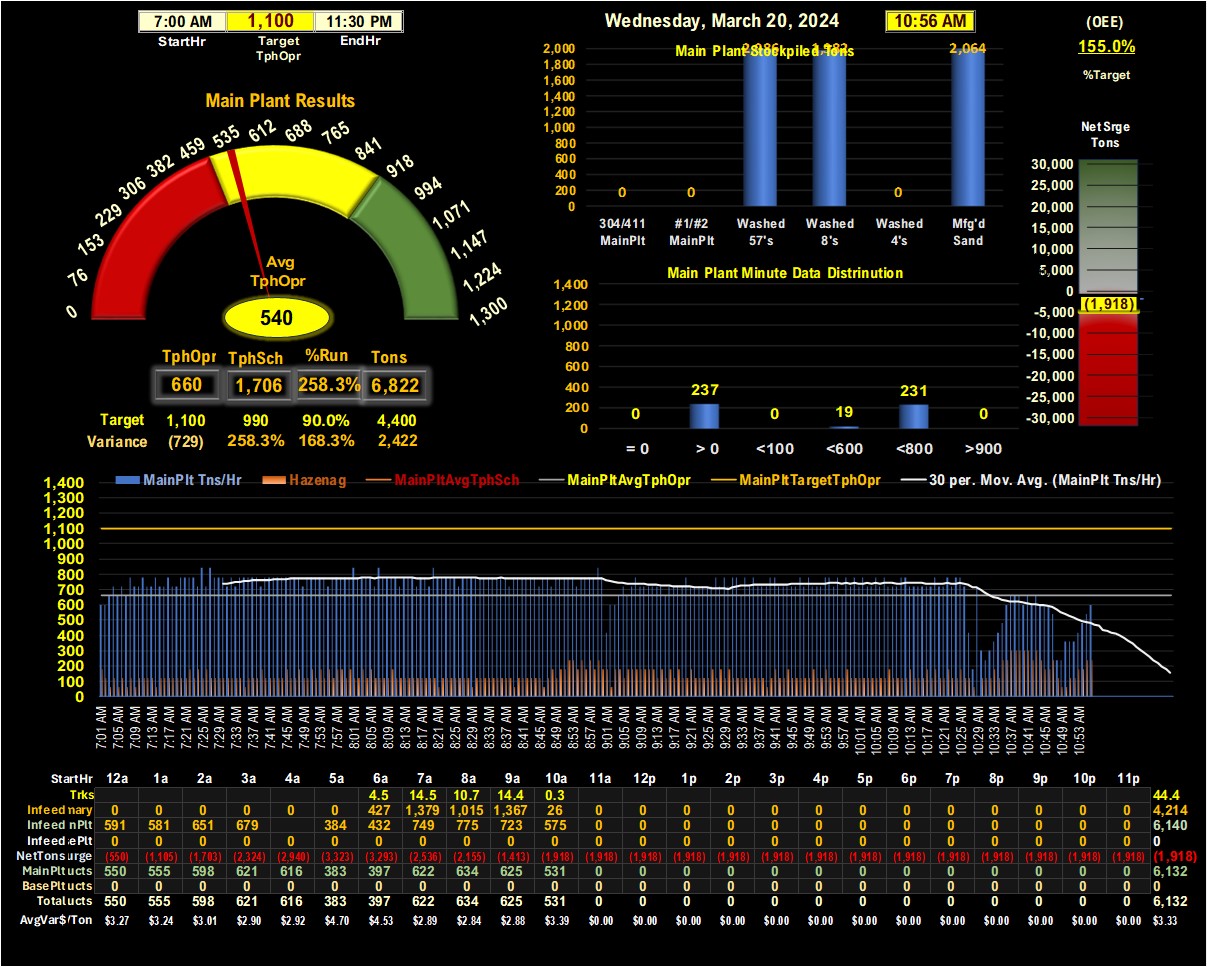 7:00 AM 1,100 11:30 PM
StartHr Target TphOpr EndHr
Wednesday, March 20, 2024 10:56 AM
(OEE)
155.0%
%Target
Main Plant Results
0 76 153 229 306 382 459 535 612 688 765 841 918 994 1,071 1,147 1,224 1,300
Avg
TphOpr
540
TphOpr TphSch %Run Tons
660 1,706 258.3% 6,822
Target 1,100 990 90.0% 4,400
Variance (729) 258.3% 168.3% 2,422
Main Plant Stockpiled Tons
2,000
1,800
1,600
1,400
1,200
1,000
800
600
400
200
0
0 0 0 2,064
304/411 #1/#2 Washed Washed Washed Mfg'd
MainPlt MainPlt 57's 8's 4's Sand
Main Plant Minute Data Distrinution
1,400
1,200
1,000
800
600
400
200
0 237 0 19 231 0
= 0 > 0 <100 <600 <800 >900
Net Srge
Tons
30,000
25,000
20,000
15,000
10,000
5,000
0
(1,918)
-5,000
-10,000
-15,000
-20,000
-25,000
-30,000
MainPlt Tns/Hr Hazenag MainPltAvgTphSch MainPltAvgTphOpr MainPltTargetTphOpr 30 per. Mov. Avg. (MainPlt Tns/Hr)
1,400
1,300
1,200
1,100
1,000
900
800
700
600
500
400
300
200
100
0
7:01 AM 7:05 AM 7:09 AM 7:13 AM 7:17 AM 7:21 AM 7:25 AM 7:29 AM 7:33 AM 7:37 AM 7:41 AM 7:45 AM 7:49 AM 7:53 AM 7:57 AM 8:01 AM 8:05 AM 8:09 AM 8:13 AM 8:17 AM 8:21 AM 8:25 AM 8:29 AM 8:33 AM 8:37 AM 8:41 AM 8:45 AM 8:49 AM 8:53 AM 8:57 AM 9:01 AM 9:05 AM 9:09 AM 9:13 AM 9:17 AM 9:21 AM 9:25 AM 9:29 AM 9:33 AM 9:37 AM 9:41 AM 9:45 AM 9:49 AM 9:53 AM 9:57 AM 10:01 AM 10:05 AM 10:09 AM 10:13 AM 10:17 AM 10:21 AM 10:25 AM 10:29 AM 10:33 AM 10:37 AM 10:41 AM 10:45 AM 10:49 AM 10:53 AM
StartHr 12a 1a 2a 3a 4a 5a 6a 7a 8a 9a 10a 11a 12p 1p 2p 3p 4p 5p 6p 7p 8p 9p 10p 11p
Trks 4.5 14.5 10.7 14.4 0.3 44.4
Infeed nary 0 0 0 0 0 0 427 1,379 1,015 1,367 26 0 0 0 0 0 0 0 0 0 0 0 0 0 4,214
Infeed nPlt 591 581 651 679 384 432 749 775 723 575 0 0 0 0 0 0 0 0 0 0 0 0 0 6,140
Infeed ePlt 0 0 0 0 0 0 0 0 0 0 0 0 0 0 0 0 0 0 0 0 0 0 0 0
NetTons urge (550) (1,105) (1,703) (2,324) (2,940) (3,323) (3,293) (2,536) (2,155) (1,413) (1,918) (1,918) (1,918) (1,918) (1,918) (1,918) (1,918) (1,918) (1,918) (1,918) (1,918) (1,918) (1,918) (1,918) (1,918)
MainPlt ucts 550 555 598 621 616 383 397 622 634 625 531 0 0 0 0 0 0 0 0 0 0 0 0 0 6,132
BasePlt ucts 0 0 0 0 0 0 0 0 0 0 0 0 0 0 0 0 0 0 0 0 0 0 0 0 0
Total ucts 550 555 598 621 616 383 397 622 634 625 531 0 0 0 0 0 0 0 0 0 0 0 0 0 6,132
AvgVar$/Ton $3.27 $3.24 $3.01 $2.90 $2.92 $4.70 $4.53 $2.89 $2.84 $2.88 $3.39 $0.00 $0.00 $0.00 $0.00 $0.00 $0.00 $0.00 $0.00 $0.00 $0.00 $0.00 $0.00 $0.00 $3.33